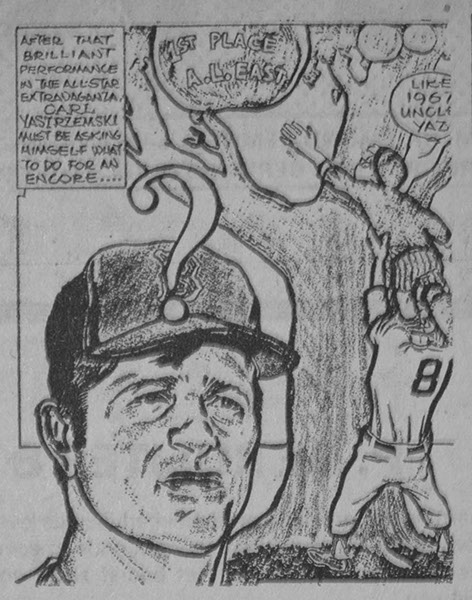 AFTER THAT
BRILLIANT
PERFORMANCE
IN THE ALL-STAR
EXTRADAGANZA,
CARL
YASTRZEMSKI
MUST BE ASKING
HIMSELF WHAT
TO DO FOR AN
ENCORE....
?
B
1ST PLACE
A.L. EAST
LIKE
1967
UNCLE
YAZ
8